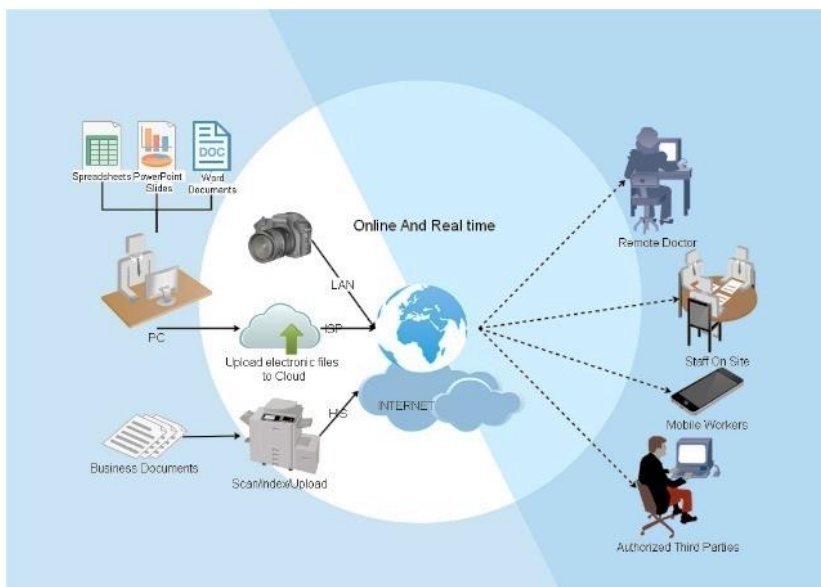 DOC
Spreadsheets
PowerPoint
Slides
Word
Documents
Online And Real time
LAN
PC
ISP
Upload electronic files
to Cloud
INTERNET
HIS
Business Documents
Scan/Index/Upload
Remote Doctor
Staff On Site
Mobile Workers
Authorized Third Parties